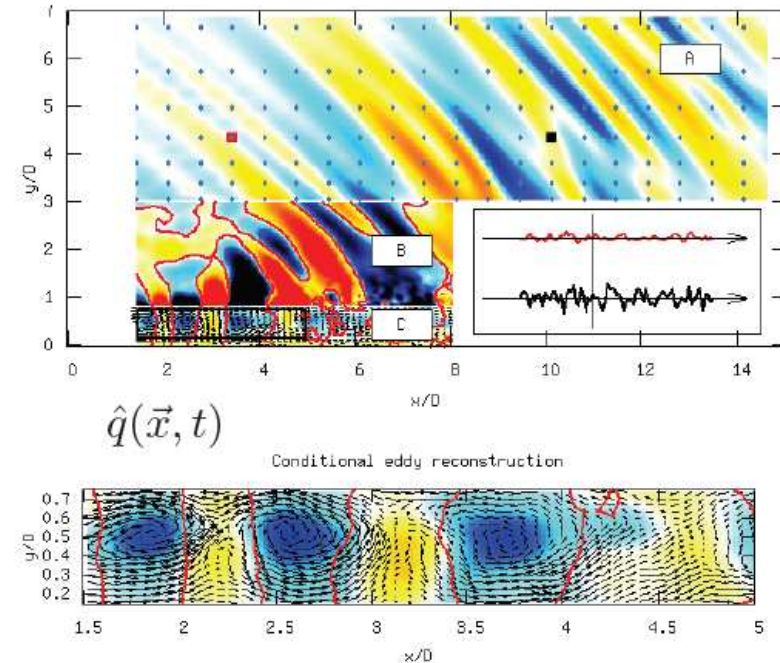 7
6
A
5
4
y/D
3
B
2
1
C
0
0 2 4 6 8 10 12 14
x/D
q̂(x⃗, t)
Conditional eddy reconstruction
0.7
0.6
y/D
0.5
0.4
0.3
0.2
1.5 2 2.5 3 3.5 4 4.5 5
x/D